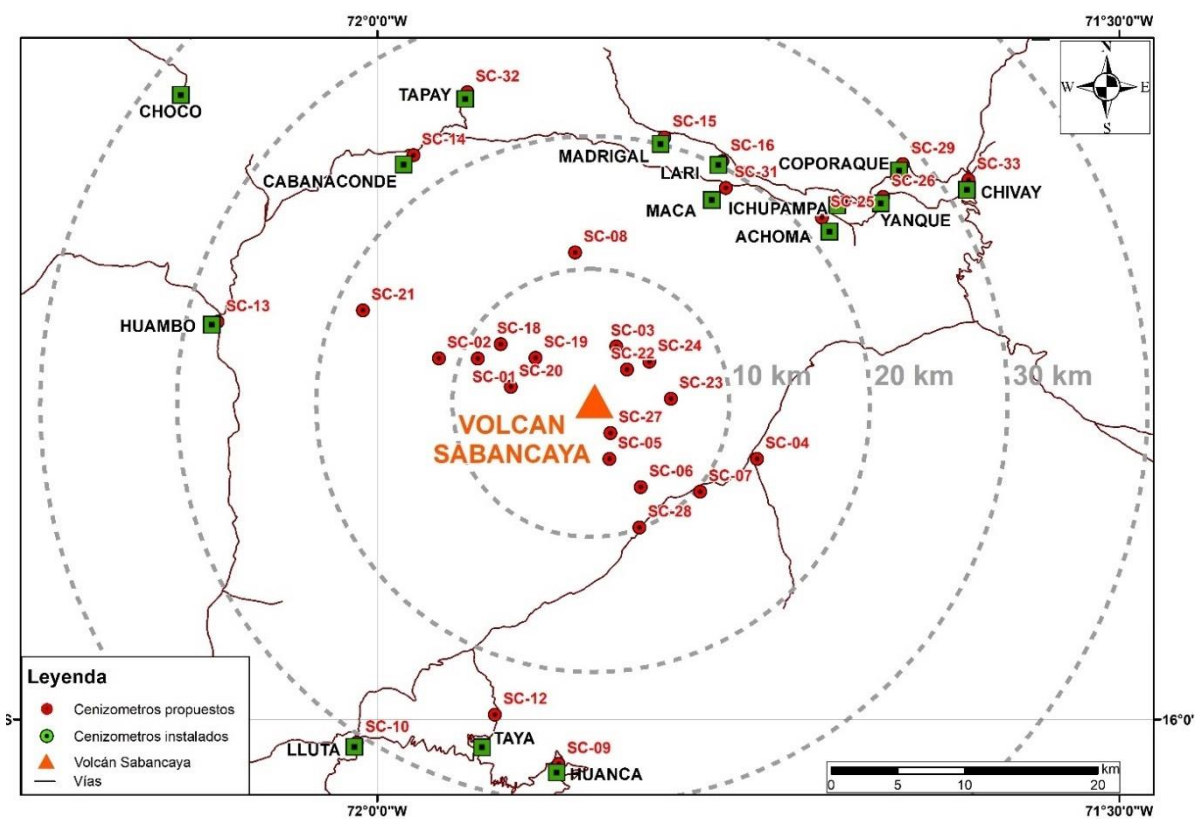 72°0'0"W
71°30'0"W
N
W
E
S
SC-32
TAPAY
CHOCO
SC-15
SC-14
SC-16
MADRIGAL
COPORAQUE
SC-29
LARI
SC-33
CABANACONDE
SC-31
SC-26
CHIVAY
MACA
ICHUPAMPA
SC-25
YANQUE
ACHOMA
SC-08
SC-21
SC-13
HUAMBO
SC-18
SC-03
SC-02
SC-19
SC-24
SC-22
SC-01
SC-20
10 km
20 km
30 km
SC-23
VOLCAN
SABANCAYA
SC-27
SC-05
SC-04
SC-06
SC-07
SC-28
Leyenda
Cenizometros propuestos
Cenizometros instalados
Volcán Sabancaya
Vías
SC-12
S
16°0'
SC-10
LLUTA
TAYA
SC-09
HUANCA
km
0
5
10
20
72°0'0"W
71°30'0"W